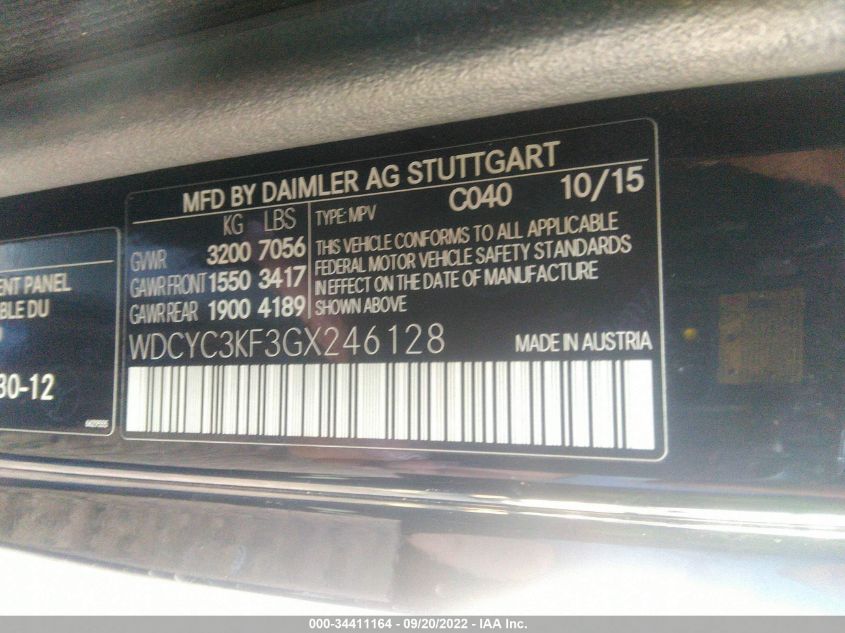 MFD BY DAIMLER AG STUTTGART C040 10/15
KG LBS
GVWR 3200 7056
GAWR FRONT 1550 3417
GAWR REAR 1900 4189
TYPE: MPV
THIS VEHICLE CONFORMS TO ALL APPLICABLE
FEDERAL MOTOR VEHICLE SAFETY STANDARDS
IN EFFECT ON THE DATE OF MANUFACTURE
SHOWN ABOVE
WDCYC3KF3GX246128 MADE IN AUSTRIA
ENT PANEL
BLE DU
30-12
000-34411164 - 09/20/2022 - IAA Inc.